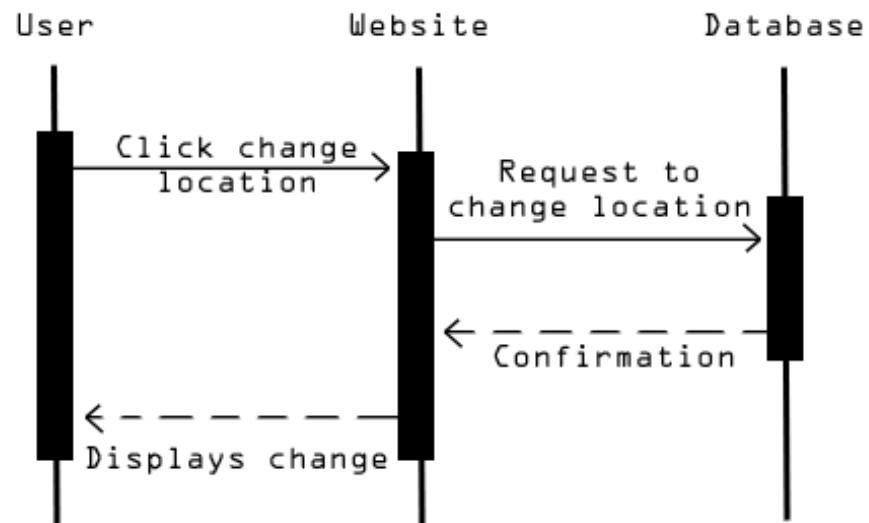 User
Website
Database
Click change
location
Request to
change location
Confirmation
Displays change